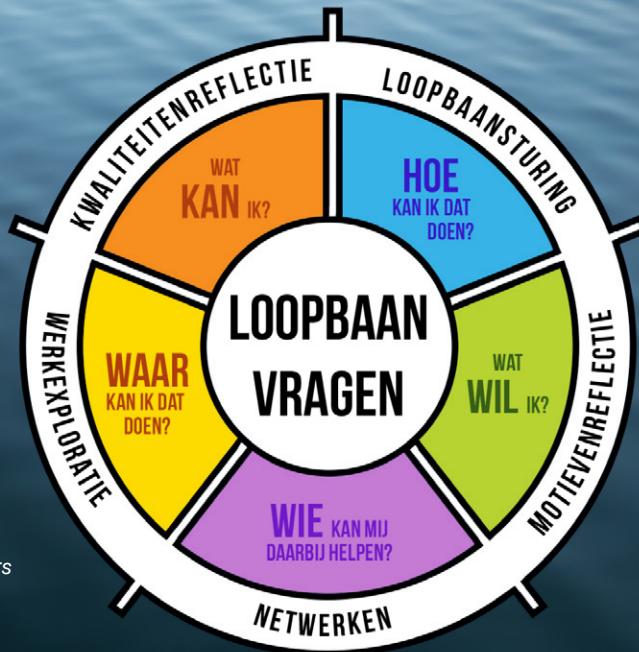 KWALITEITENREFLECTIE
LOOPBAANSTURING
WAT
KAN IK?
HOE
KAN IK DAT
DOEN?
LOOPBAAN
VRAGEN
WERKEXPLORATIE
WAAR
KAN IK DAT
DOEN?
WAT
WIL IK?
MOTIEVENREFLECTIE
WIE KAN MIJ
DAARBIJ HELPEN?
NETWERKEN